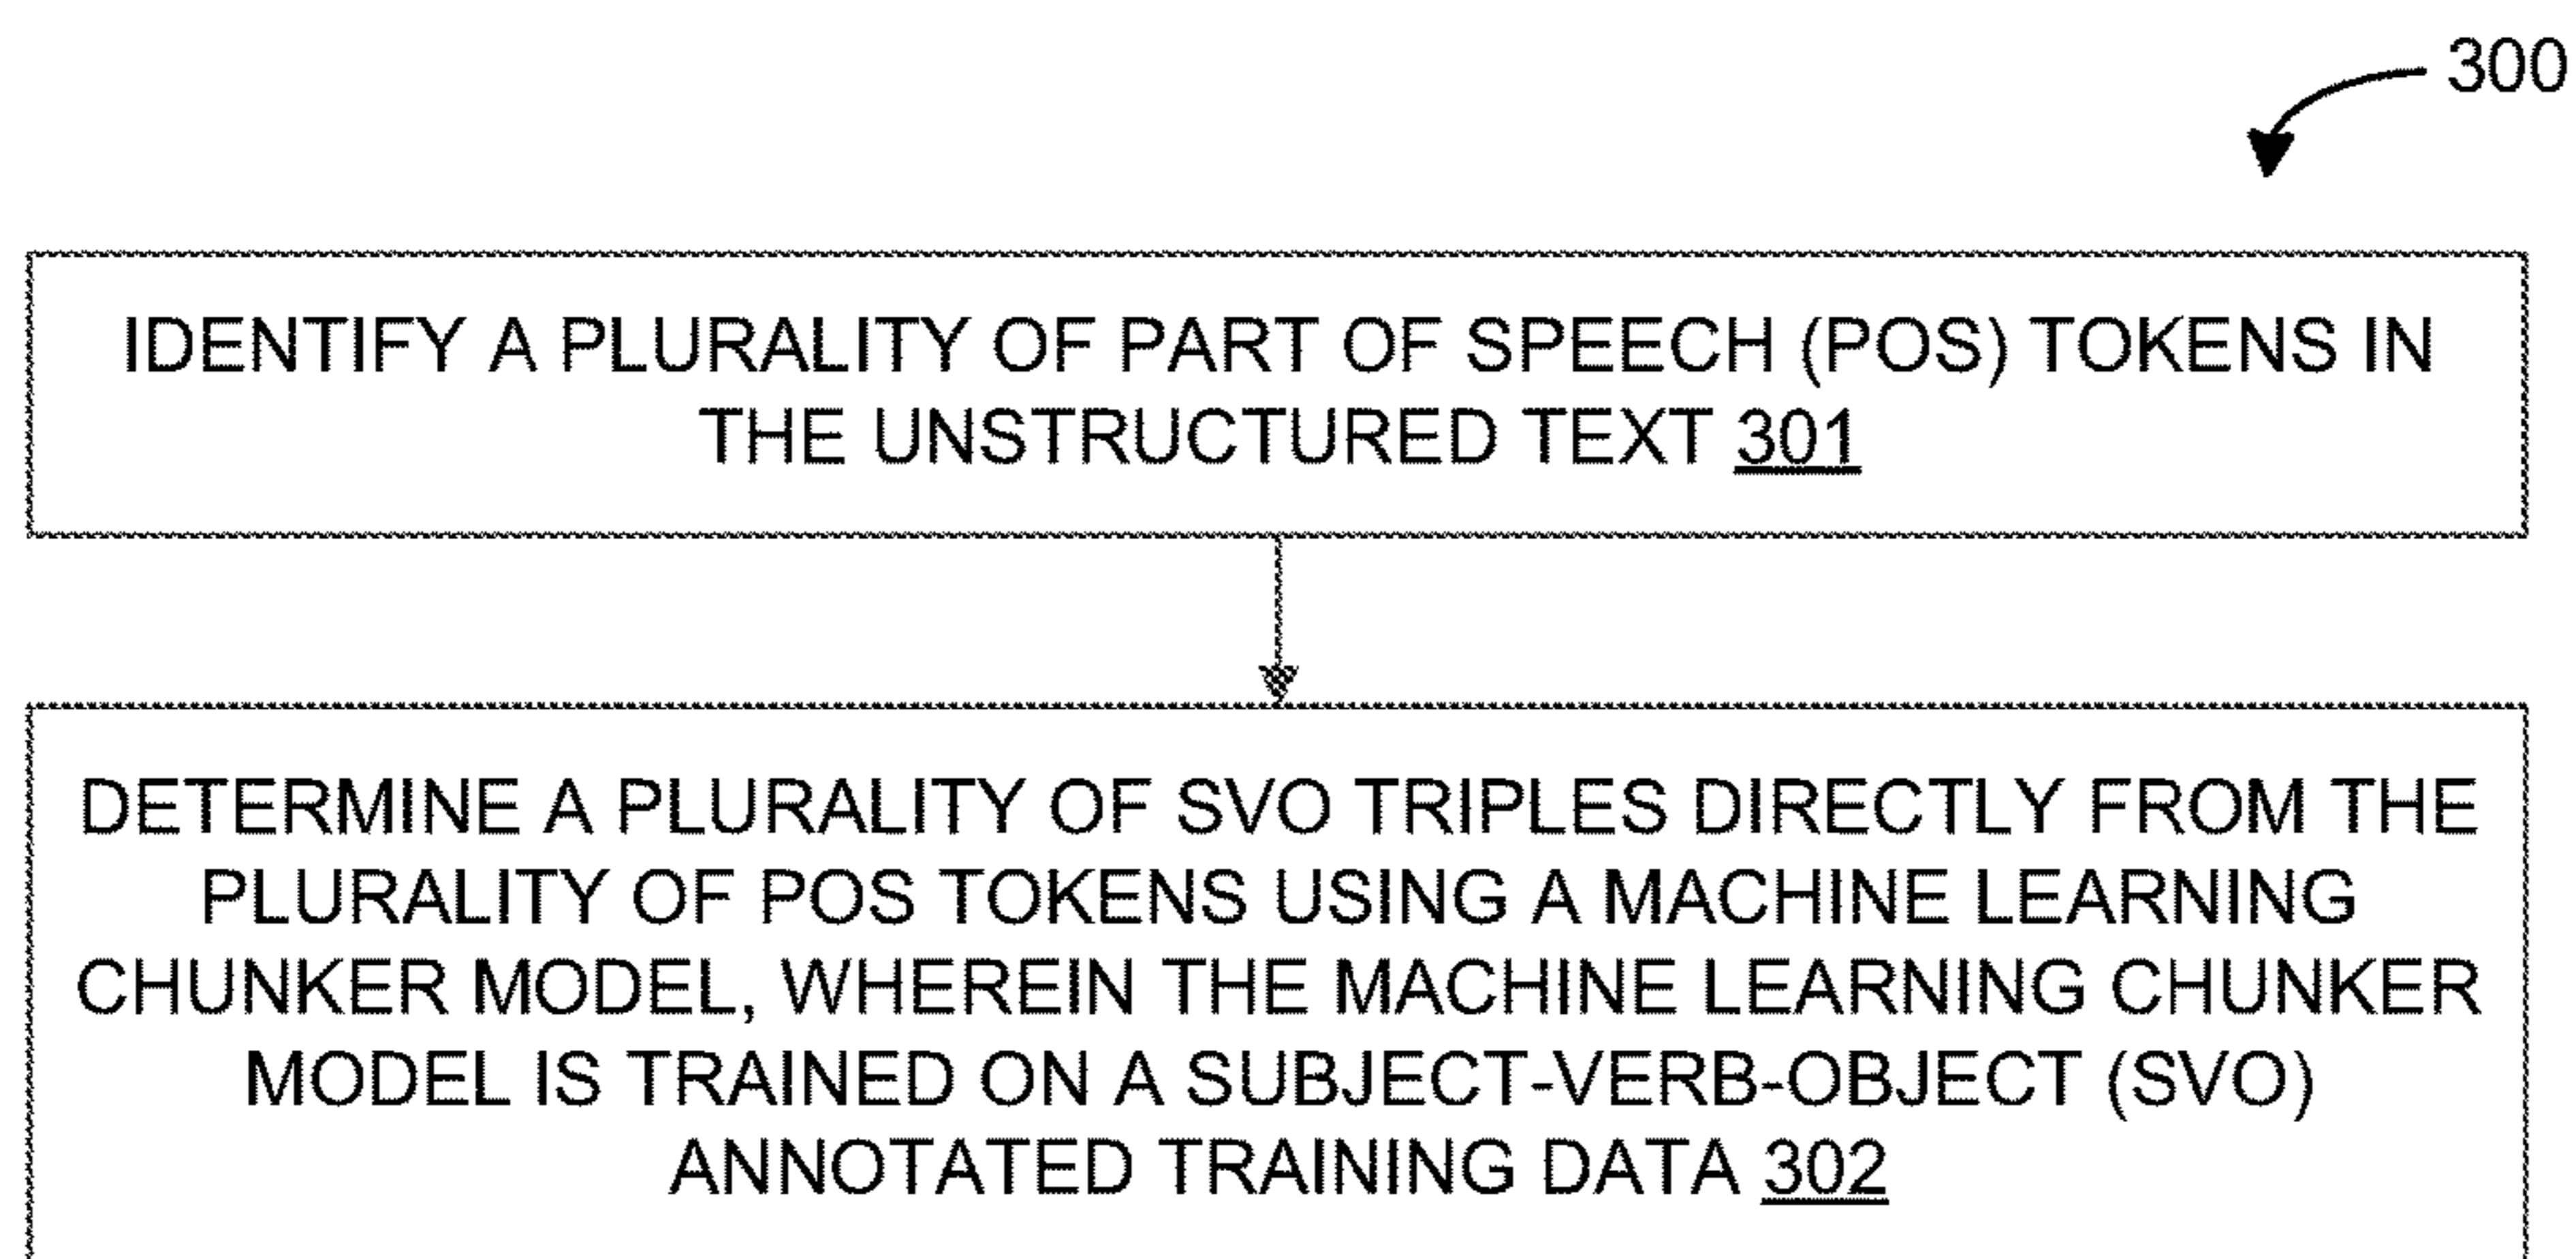 300
IDENTIFY A PLURALITY OF PART OF SPEECH (POS) TOKENS IN
THE UNSTRUCTURED TEXT 301
DETERMINE A PLURALITY OF SVO TRIPLES DIRECTLY FROM THE
PLURALITY OF POS TOKENS USING A MACHINE LEARNING
CHUNKER MODEL, WHEREIN THE MACHINE LEARNING CHUNKER
MODEL IS TRAINED ON A SUBJECT-VERB-OBJECT (SVO)
ANNOTATED TRAINING DATA 302